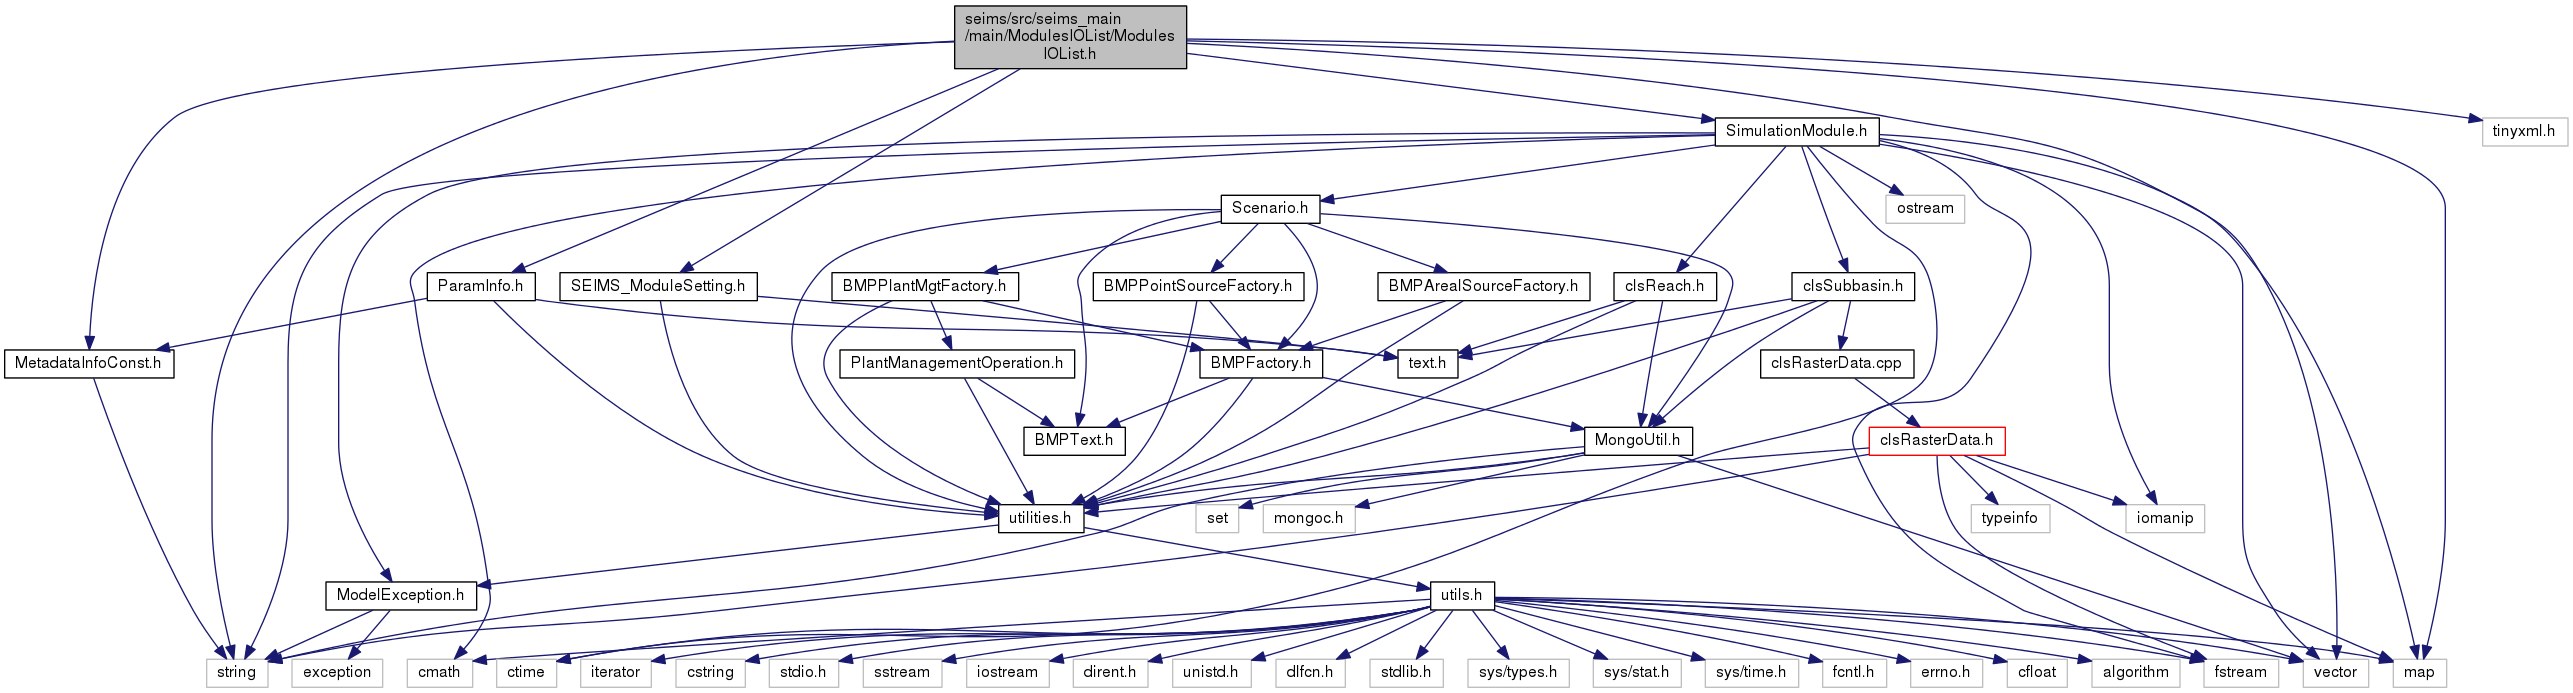 seims/src/seims_main
/main/ModulesIOList/Modules
IOList.h
SimulationModule.h
tinyxml.h
Scenario.h
ostream
ParamInfo.h
SEIMS_ModuleSetting.h
BMPPlantMgtFactory.h
BMPPointSourceFactory.h
BMPArealSourceFactory.h
clsReach.h
clsSubbasin.h
MetadataInfoConst.h
PlantManagementOperation.h
BMPFactory.h
text.h
clsRasterData.cpp
BMPText.h
MongoUtil.h
clsRasterData.h
utilities.h
set
mongoc.h
typeinfo
iomanip
ModelException.h
utils.h
string
exception
cmath
ctime
iterator
cstring
stdio.h
sstream
iostream
dirent.h
unistd.h
dlfcn.h
stdlib.h
sys/types.h
sys/stat.h
sys/time.h
fcntl.h
errno.h
cfloat
algorithm
fstream
vector
map